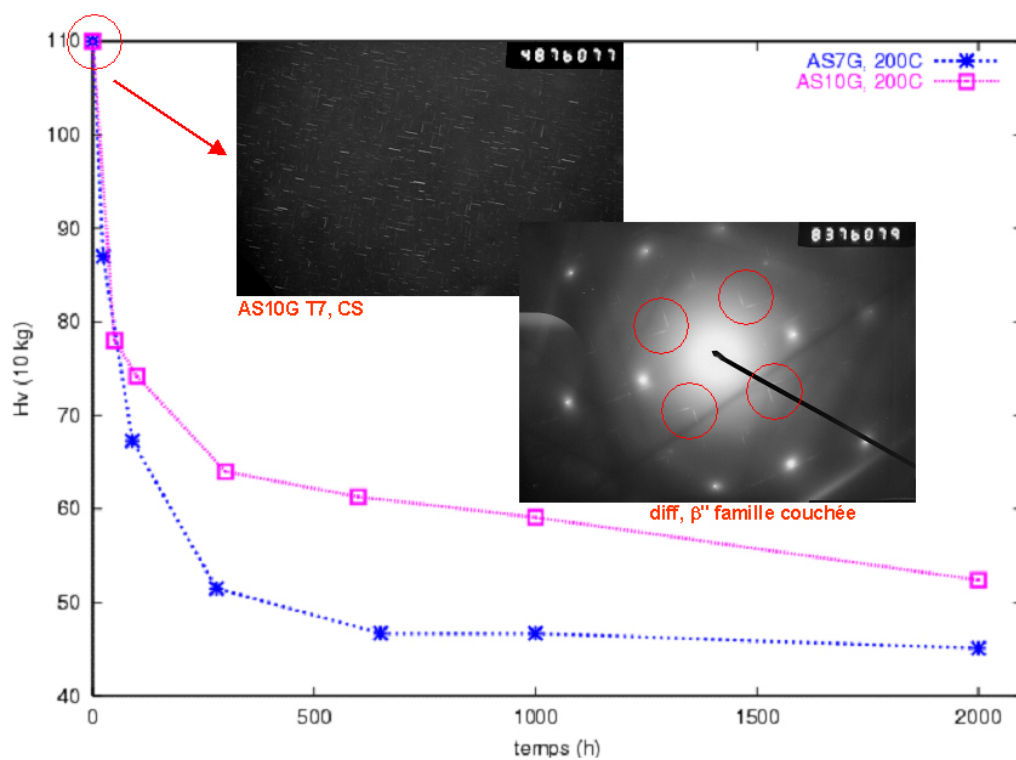 110
100
90
80
70
60
50
40
Hv (10 kg)
0
500
1000
1500
2000
temps (h)
AS7G, 200C
AS10G, 200C
4876077
AS10G T7, CS
8376079
diff, β" famille couchée